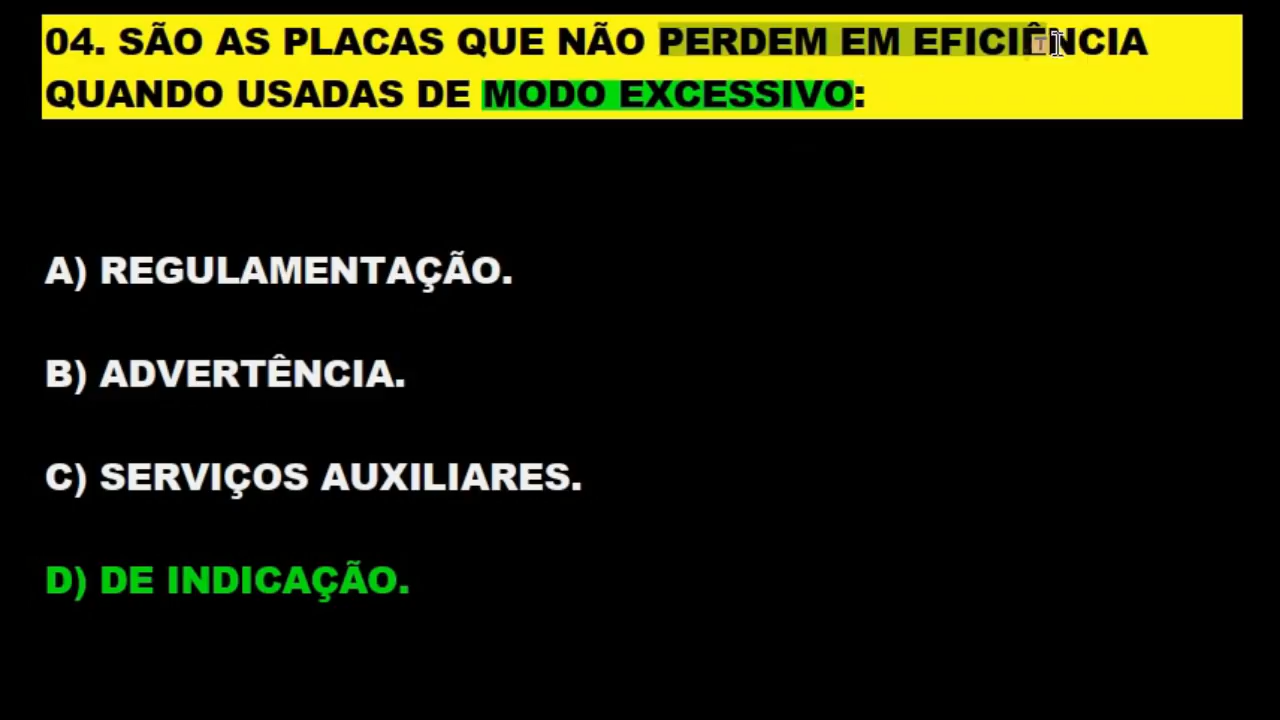 04. SÃO AS PLACAS QUE NÃO PERDEM EM EFICIÊNCIA
QUANDO USADAS DE MODO EXCESSIVO:
A) REGULAMENTAÇÃO.
B) ADVERTÊNCIA.
C) SERVIÇOS AUXILIARES.
D) DE INDICAÇÃO.